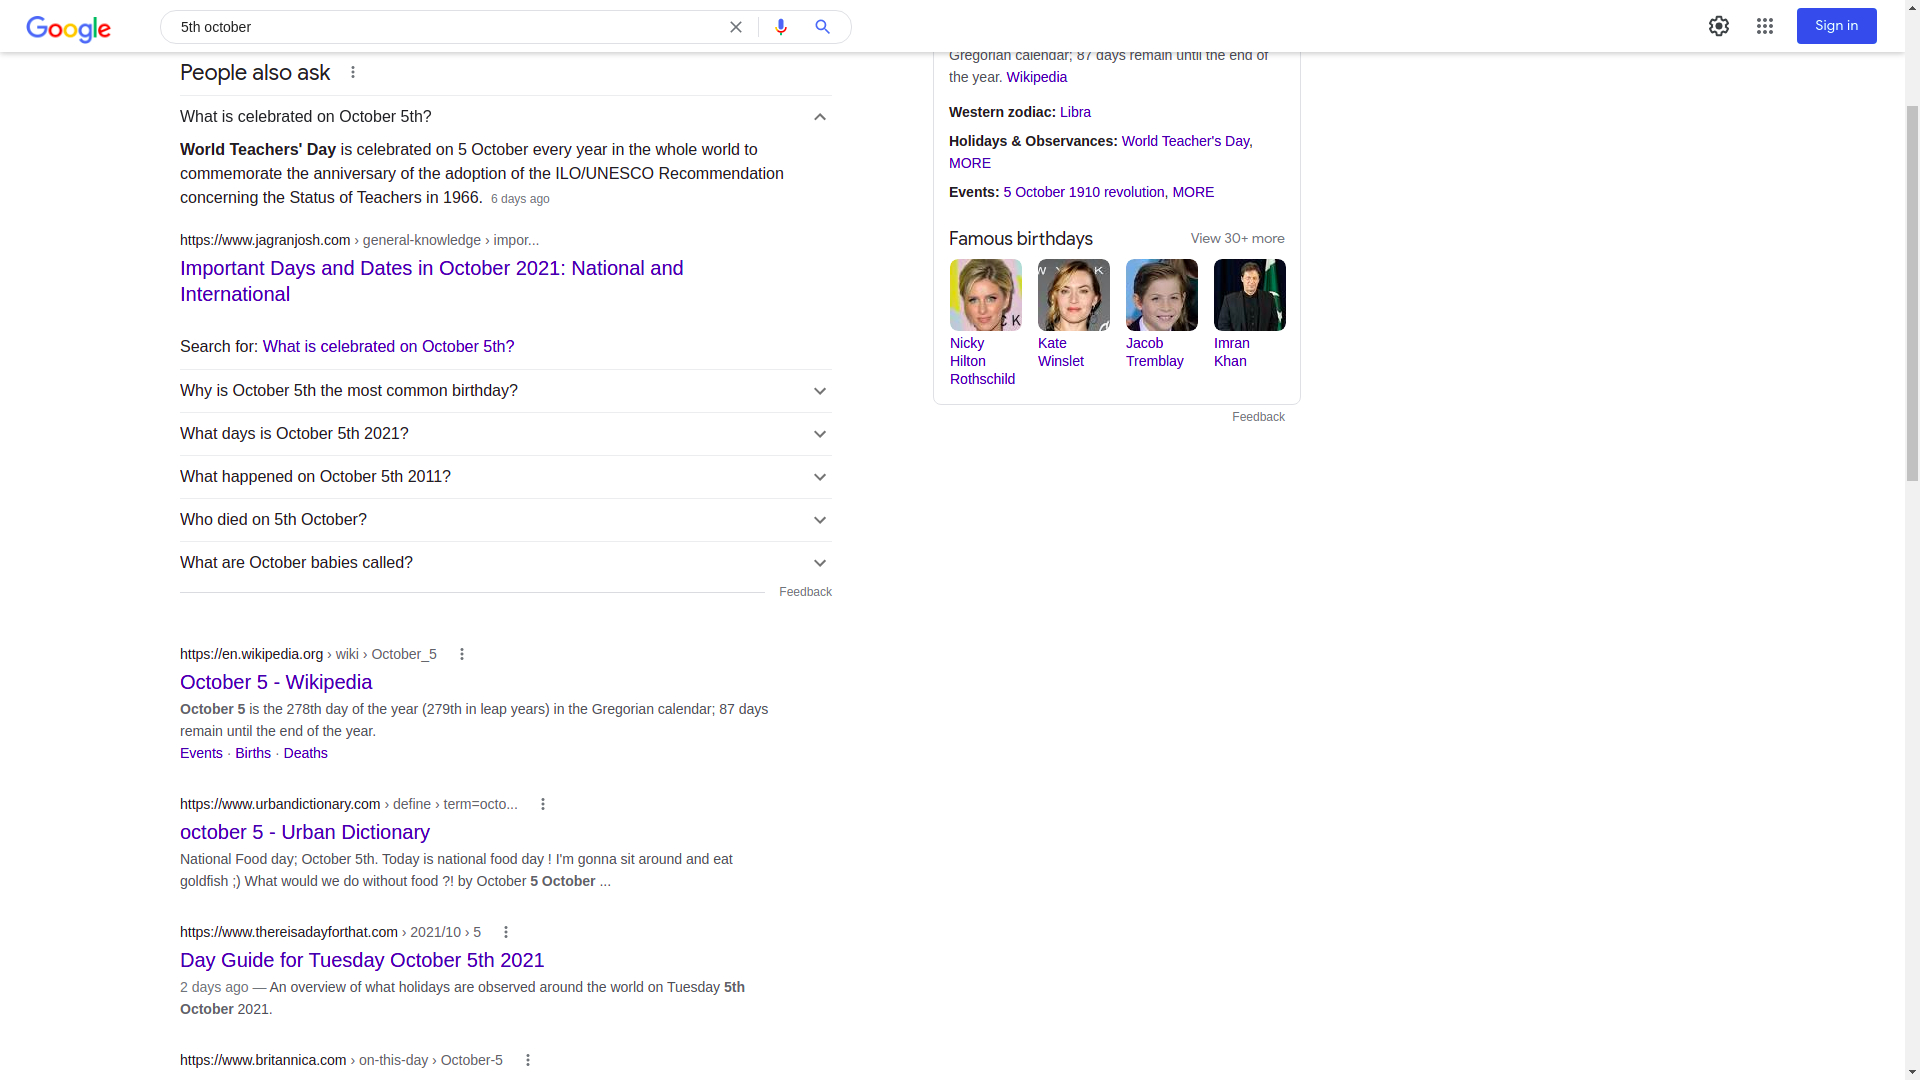 Google
5th october
Sign in
People also ask
What is celebrated on October 5th?
World Teachers' Day is celebrated on 5 October every year in the whole world to
commemorate the anniversary of the adoption of the ILO/UNESCO Recommendation
concerning the Status of Teachers in 1966. 6 days ago
https://www.jagranjosh.com › general-knowledge › impor...
Important Days and Dates in October 2021: National and
International
Search for: What is celebrated on October 5th?
Why is October 5th the most common birthday?
What days is October 5th 2021?
What happened on October 5th 2011?
Who died on 5th October?
What are October babies called?
Feedback
https://en.wikipedia.org › wiki › October_5
October 5 - Wikipedia
October 5 is the 278th day of the year (279th in leap years) in the Gregorian calendar; 87 days
remain until the end of the year.
Events · Births · Deaths
https://www.urbandictionary.com › define › term=octo...
october 5 - Urban Dictionary
National Food day; October 5th. Today is national food day ! I'm gonna sit around and eat
goldfish ;) What would we do without food ?! by October 5 October ...
https://www.thereisadayforthat.com › 2021/10 › 5
Day Guide for Tuesday October 5th 2021
2 days ago — An overview of what holidays are observed around the world on Tuesday 5th
October 2021.
https://www.britannica.com › on-this-day › October-5
Gregorian calendar; 87 days remain until the end of
the year. Wikipedia
Western zodiac: Libra
Holidays & Observances: World Teacher's Day,
MORE
Events: 5 October 1910 revolution, MORE
Famous birthdays
View 30+ more
Nicky
Hilton
Rothschild
Kate
Winslet
Jacob
Tremblay
Imran
Khan
Feedback